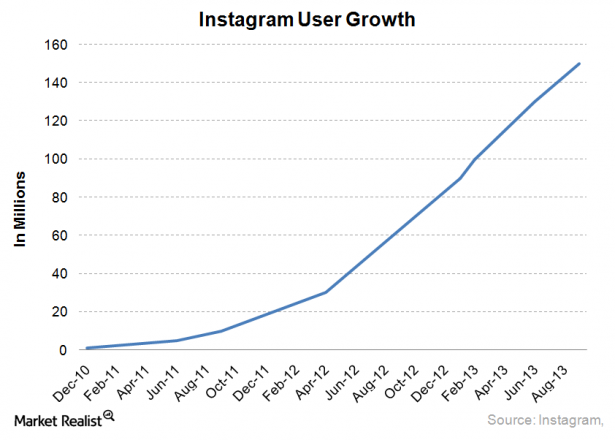 Instagram User Growth
In Millions
160
140
120
100
80
60
40
20
0
Dec-10
Feb-11
Apr-11
Jun-11
Aug-11
Oct-11
Dec-11
Feb-12
Apr-12
Jun-12
Aug-12
Oct-12
Dec-12
Feb-13
Apr-13
Jun-13
Aug-13
Market Realist
Source: Instagram,